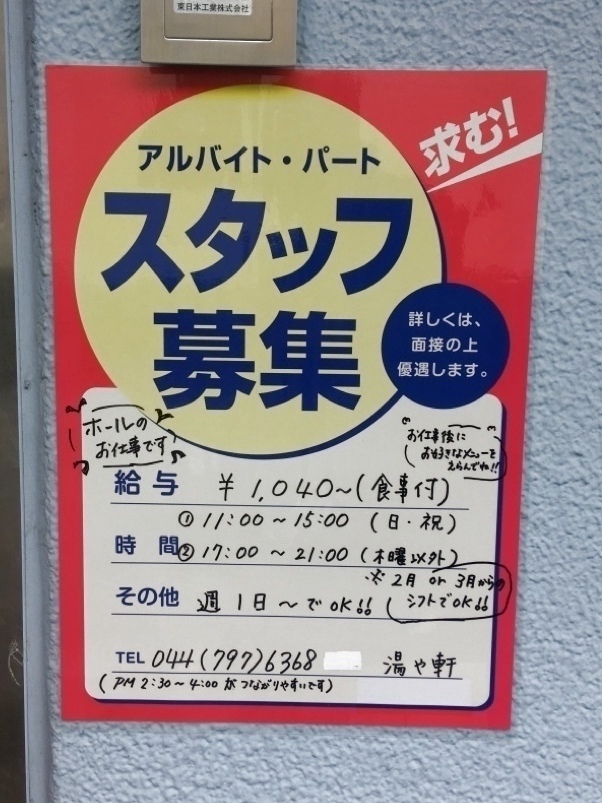 東日本工業株式会社
求む!
アルバイト・パート
スタッフ
募集
詳しくは、
面接の上
優遇します。
ホールの
お仕事です
お仕事後に
お好きなメニューを
えらんでね!!
給与 ¥1,040~(食事付)
時間 ① 11:00~15:00 (日・祝)
② 17:00~21:00 (木曜以外)
※ 2月 or 3月からの
シフトでOK!!
その他 週1日~でOK!!
TEL 044(797)6368 湯や軒
(PM 2:30~4:00 が つながりやすいです)